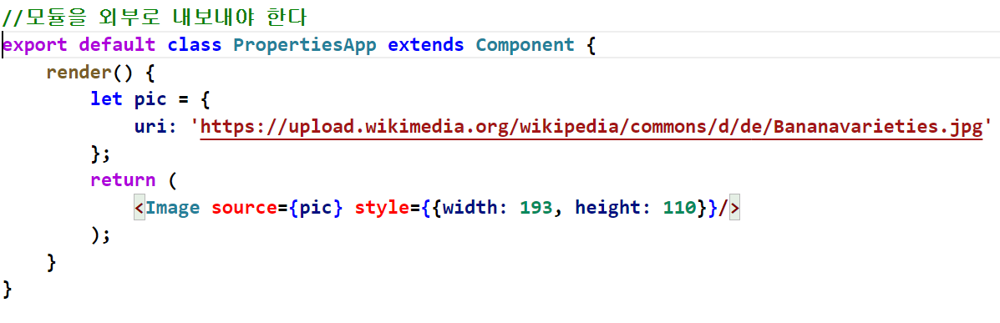 //모듈을 외부로 내보내야 한다
export default class PropertiesApp extends Component {
    render() {
        let pic = {
            uri: 'https://upload.wikimedia.org/wikipedia/commons/d/de/Bananavarieties.jpg'
        };
        return (
            <Image source={pic} style={{width: 193, height: 110}}/>
        );
    }
}